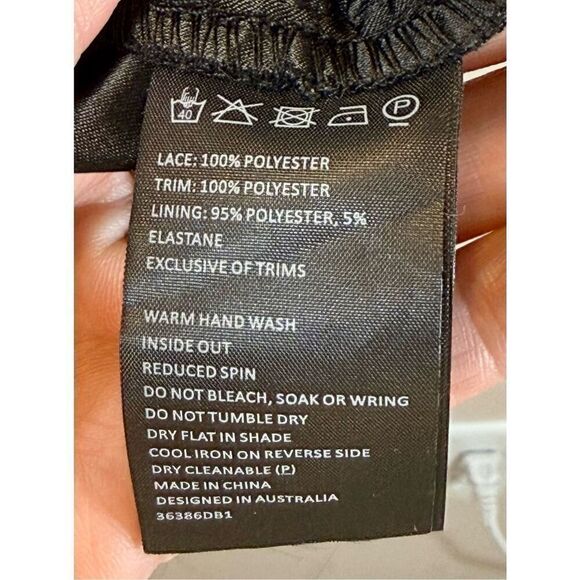 40 P
LACE: 100% POLYESTER
TRIM: 100% POLYESTER
LINING: 95% POLYESTER, 5%
ELASTANE
EXCLUSIVE OF TRIMS
WARM HAND WASH
INSIDE OUT
REDUCED SPIN
DO NOT BLEACH, SOAK OR WRING
DO NOT TUMBLE DRY
DRY FLAT IN SHADE
COOL IRON ON REVERSE SIDE
DRY CLEANABLE (P)
MADE IN CHINA
DESIGNED IN AUSTRALIA
36386DB1